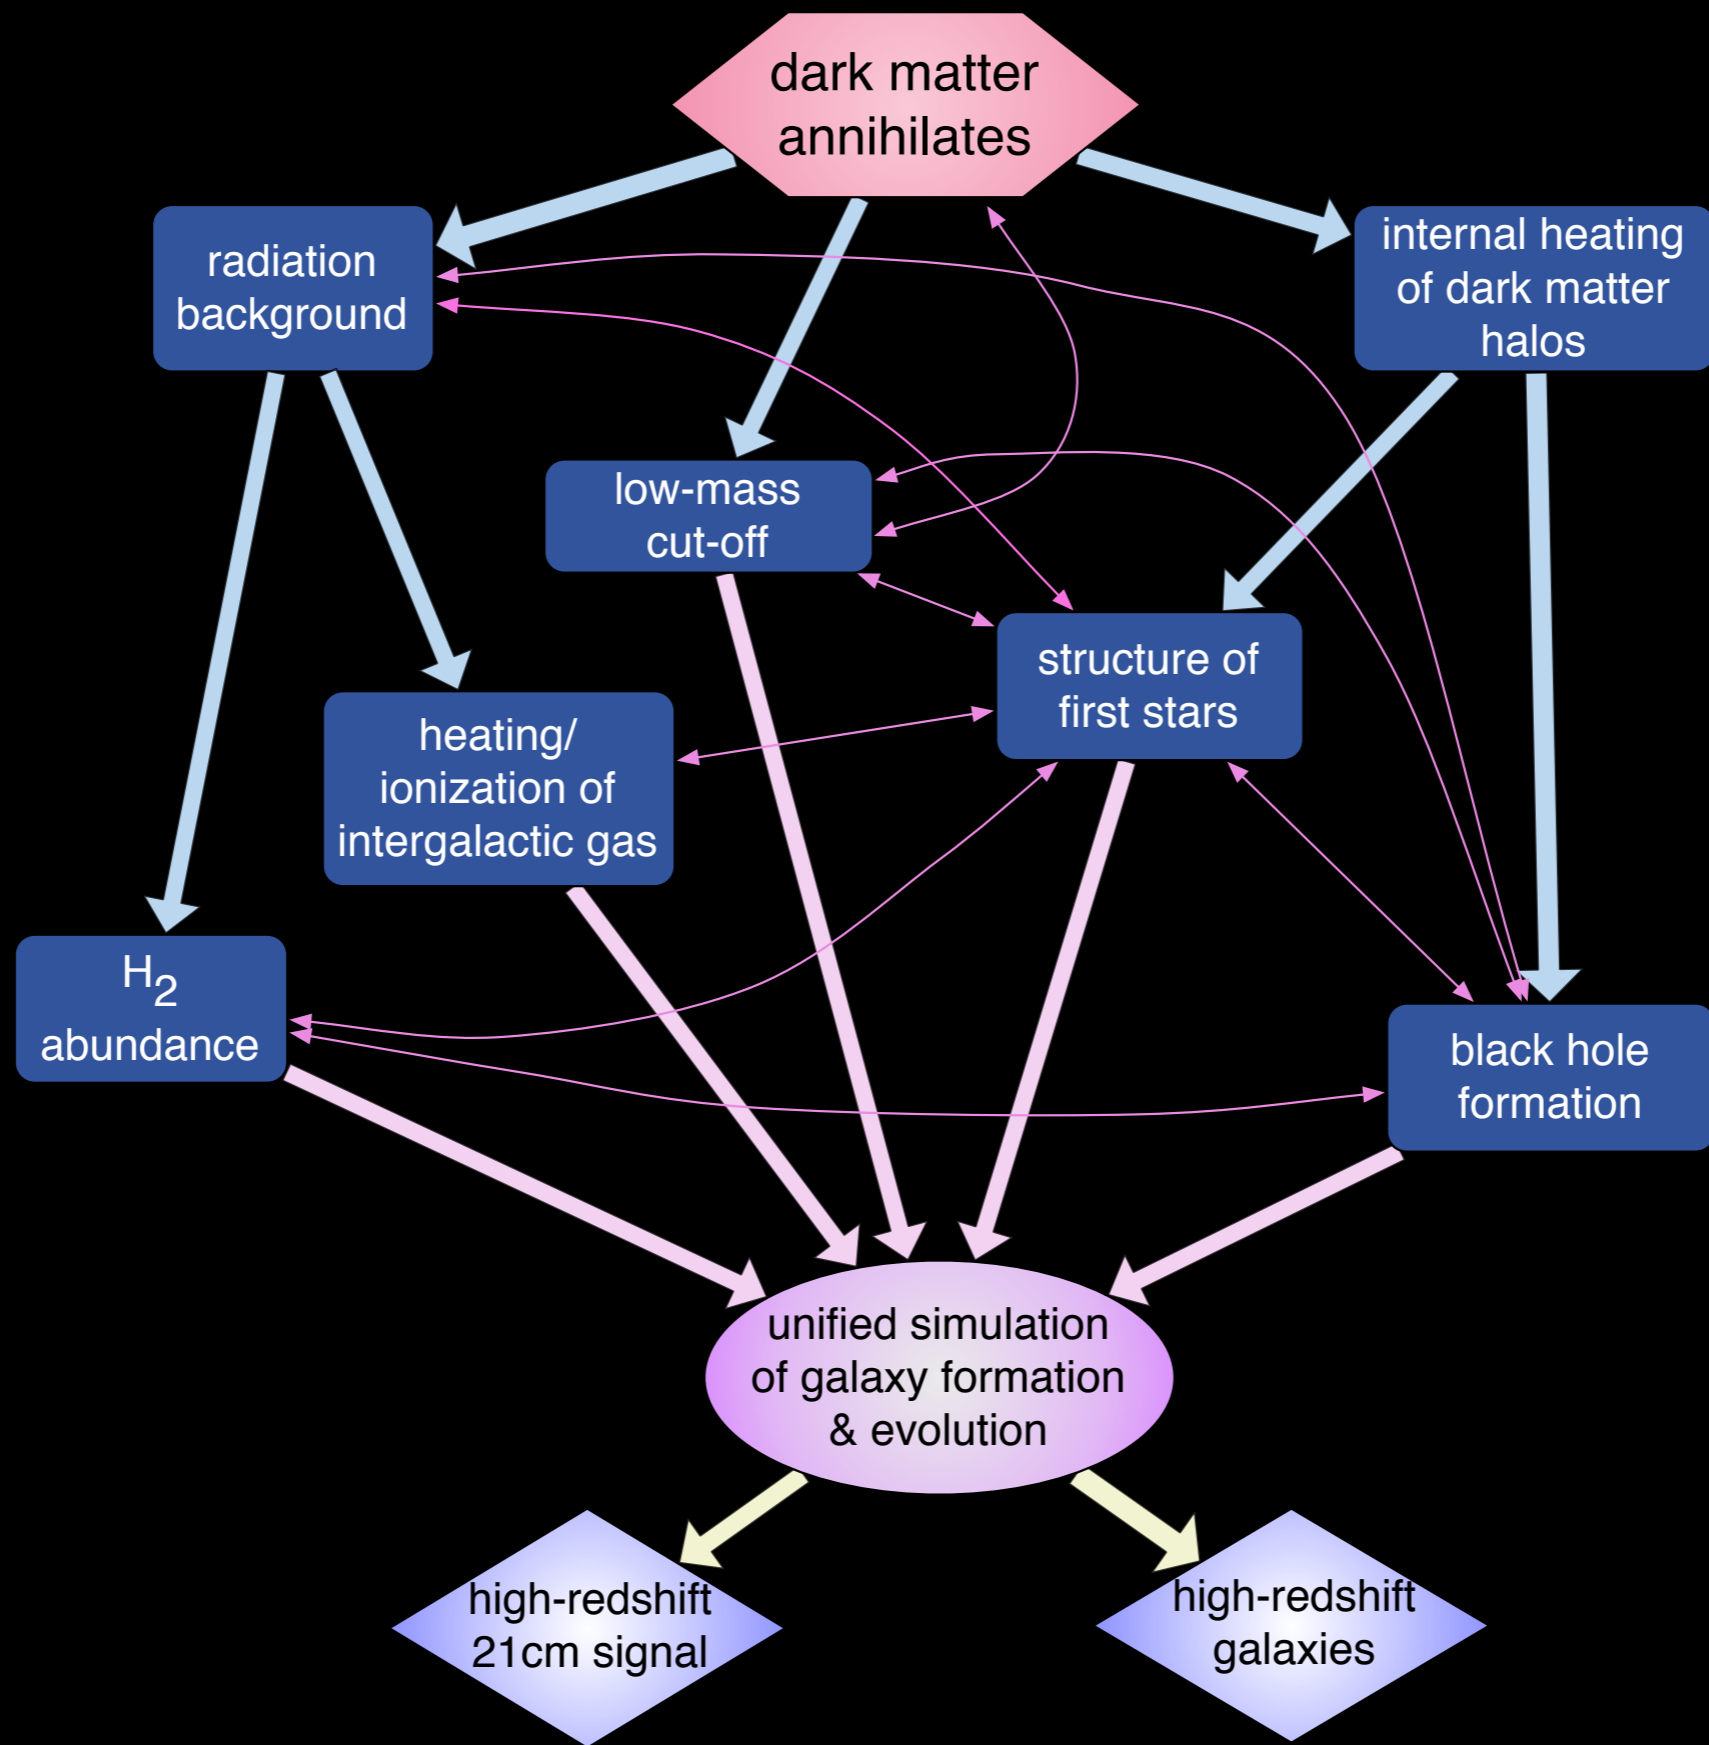 dark matter
annihilates
radiation
background
internal heating
of dark matter
halos
low-mass
cut-off
structure of
first stars
heating/
ionization of
intergalactic gas
H2
abundance
black hole
formation
unified simulation
of galaxy formation
& evolution
high-redshift
21cm signal
high-redshift
galaxies